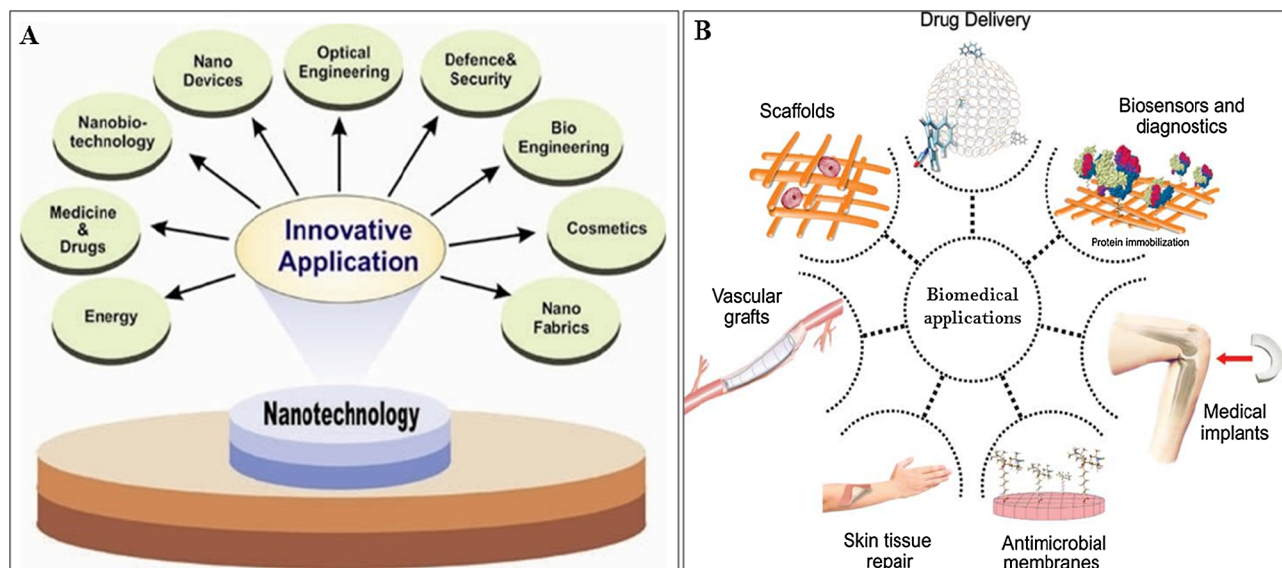 A
Nano
Devices
Optical
Engineering
Defence&
Security
Nanobio-
technology
Bio
Engineering
Medicine
&
Drugs
Innovative
Application
Cosmetics
Energy
Nano
Fabrics
Nanotechnology
B
Drug Delivery
Scaffolds
Biosensors and
diagnostics
Protein immobilization
Vascular
grafts
Biomedical
applications
Medical
implants
Skin tissue
repair
Antimicrobial
membranes